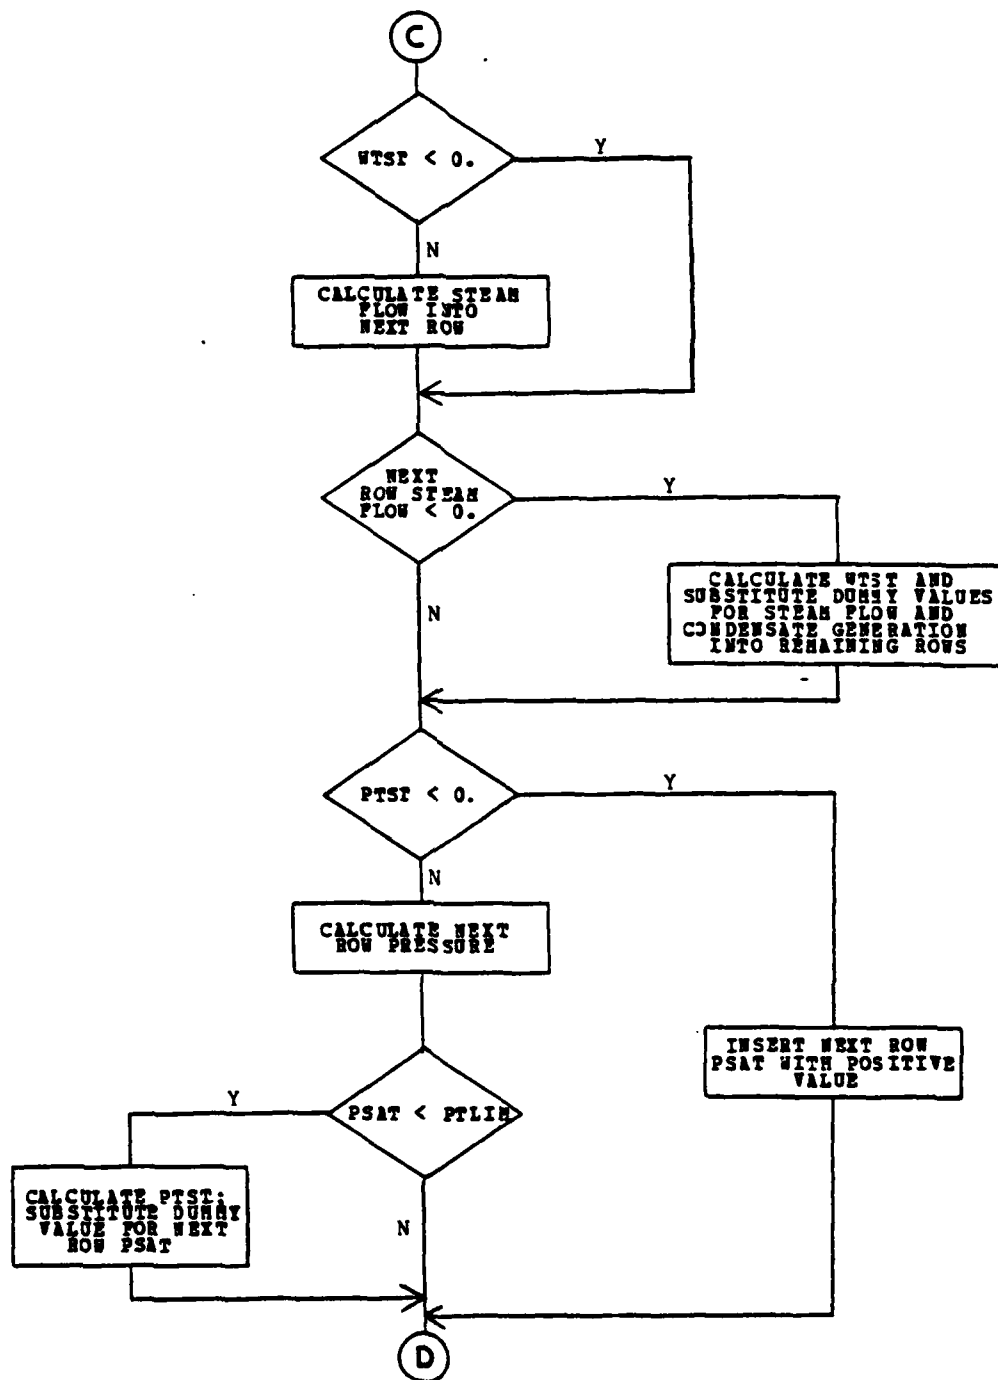 C
WTST < 0.
Y
N
CALCULATE STEAM
FLOW INTO
NEXT ROW
NEXT
ROW STEAM
FLOW < 0.
Y
N
CALCULATE WTST AND
SUBSTITUTE DUMMY VALUES
FOR STEAM FLOW AND
CONDENSATE GENERATION
INTO REMAINING ROWS
PTST < 0.
Y
N
CALCULATE NEXT
ROW PRESSURE
INSERT NEXT ROW
PSAT WITH POSITIVE
VALUE
PSAT < PTLIM
Y
N
CALCULATE PTST;
SUBSTITUTE DUMMY
VALUE FOR NEXT
ROW PSAT
D